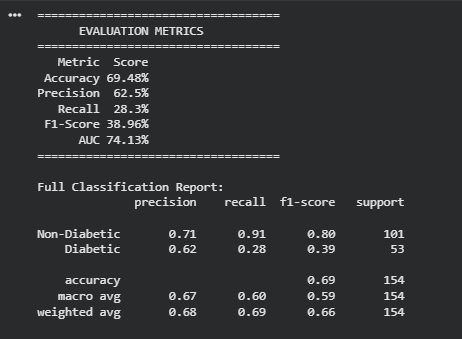 ===================================
EVALUATION METRICS
===================================
Metric Score
Accuracy 69.48%
Precision 62.5%
Recall 28.3%
F1-Score 38.96%
AUC 74.13%
===================================
Full Classification Report:
precision recall f1-score support
Non-Diabetic 0.71 0.91 0.80 101
Diabetic 0.62 0.28 0.39 53
accuracy 0.69 154
macro avg 0.67 0.60 0.59 154
weighted avg 0.68 0.69 0.66 154